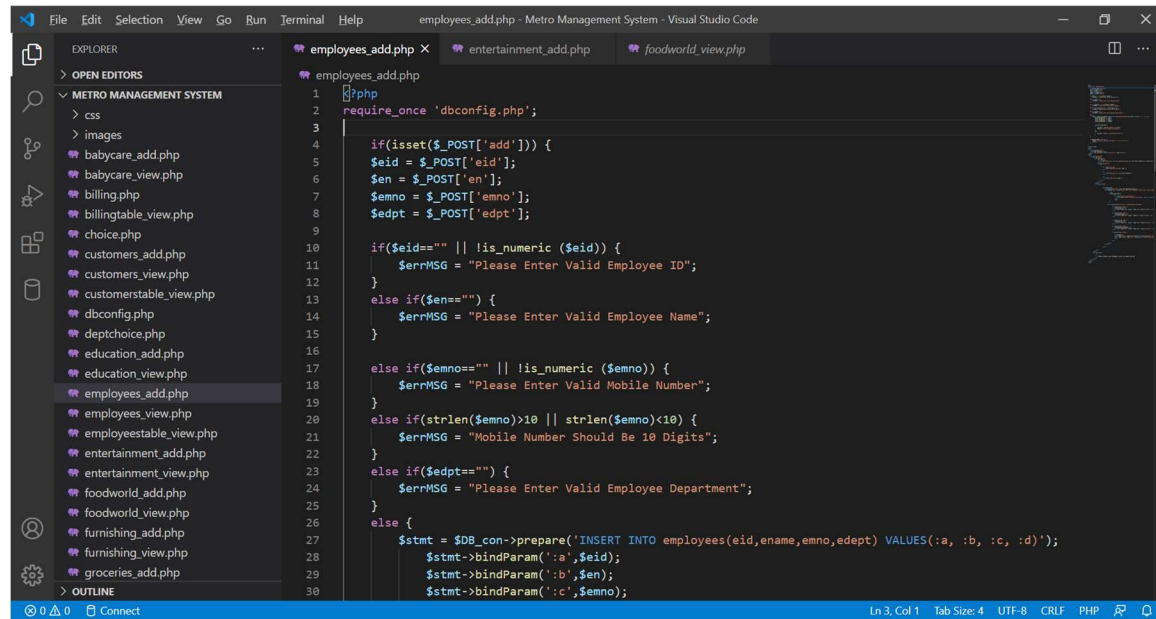 File Edit Selection View Go Run Terminal Help employees_add.php - Metro Management System - Visual Studio Code
EXPLORER
OPEN EDITORS
METRO MANAGEMENT SYSTEM
css
images
babycare_add.php
babycare_view.php
billing.php
billingtable_view.php
choice.php
customers_add.php
customers_view.php
customerstable_view.php
dbconfig.php
deptchoice.php
education_add.php
education_view.php
employees_add.php
employees_view.php
employeestable_view.php
entertainment_add.php
entertainment_view.php
foodworld_add.php
foodworld_view.php
furnishing_add.php
furnishing_view.php
groceries_add.php
OUTLINE
employees_add.php entertainment_add.php foodworld_view.php
employees_add.php
1 <?php
2 require_once 'dbconfig.php';
3
4 if(isset($_POST['add'])) {
5 $eid = $_POST['eid'];
6 $en = $_POST['en'];
7 $emno = $_POST['emno'];
8 $edpt = $_POST['edpt'];
9
10 if($eid=="" || !is_numeric ($eid)) {
11 $errMSG = "Please Enter Valid Employee ID";
12 }
13 else if($en=="") {
14 $errMSG = "Please Enter Valid Employee Name";
15 }
16
17 else if($emno=="" || !is_numeric ($emno)) {
18 $errMSG = "Please Enter Valid Mobile Number";
19 }
20 else if(strlen($emno)>10 || strlen($emno)<10) {
21 $errMSG = "Mobile Number Should Be 10 Digits";
22 }
23 else if($edpt=="") {
24 $errMSG = "Please Enter Valid Employee Department";
25 }
26 else {
27 $stmt = $DB_con->prepare('INSERT INTO employees(eid,ename,emno,edept) VALUES(:a, :b, :c, :d)');
28 $stmt->bindParam(':a',$eid);
29 $stmt->bindParam(':b',$en);
30 $stmt->bindParam(':c',$emno);
0 0 Connect Ln 3, Col 1 Tab Size: 4 UTF-8 CRLF PHP